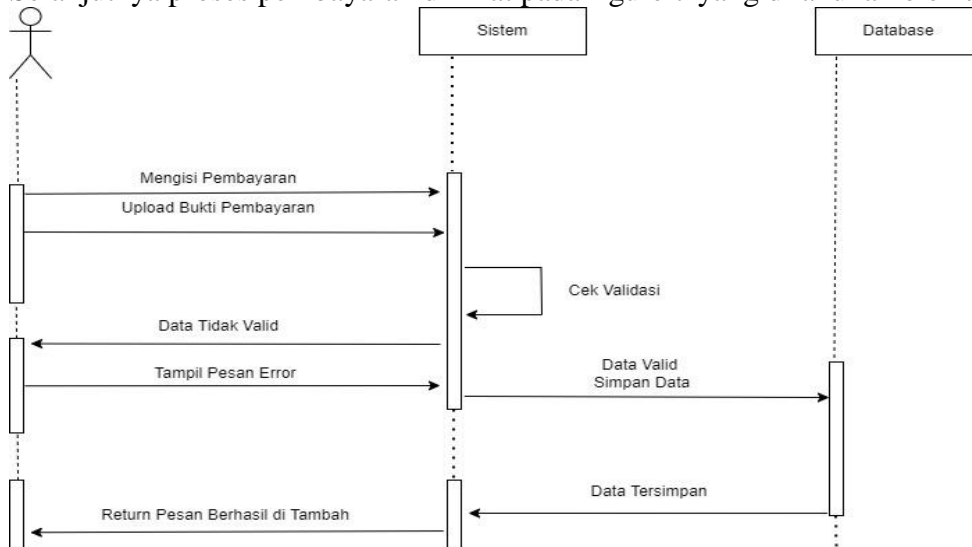 Sistem
Database
Mengisi Pembayaran
Upload Bukti Pembayaran
Cek Validasi
Data Tidak Valid
Tampil Pesan Error
Data Valid
Simpan Data
Data Tersimpan
Return Pesan Berhasil di Tambah